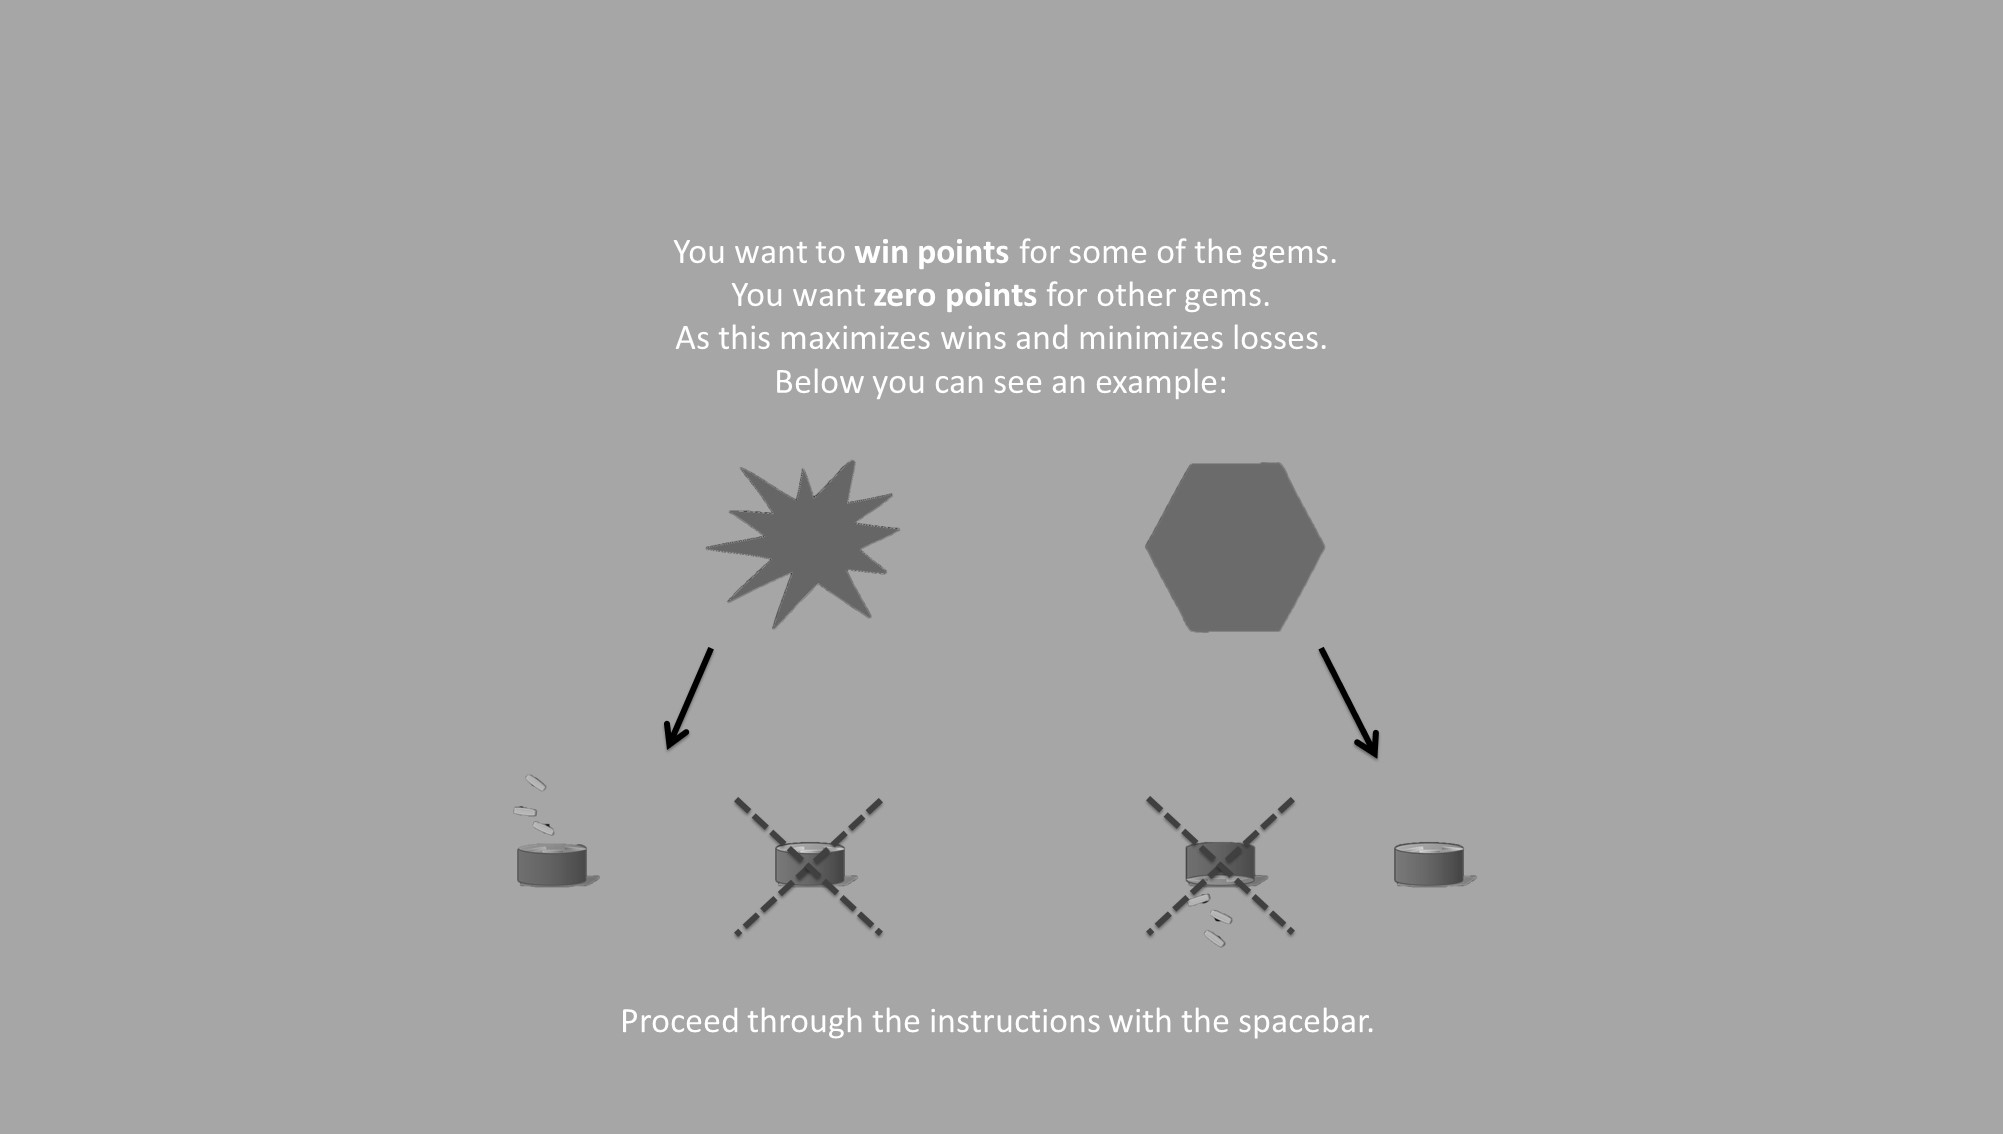 You want to win points for some of the gems.
You want zero points for other gems.
As this maximizes wins and minimizes losses.
Below you can see an example:
Proceed through the instructions with the spacebar.